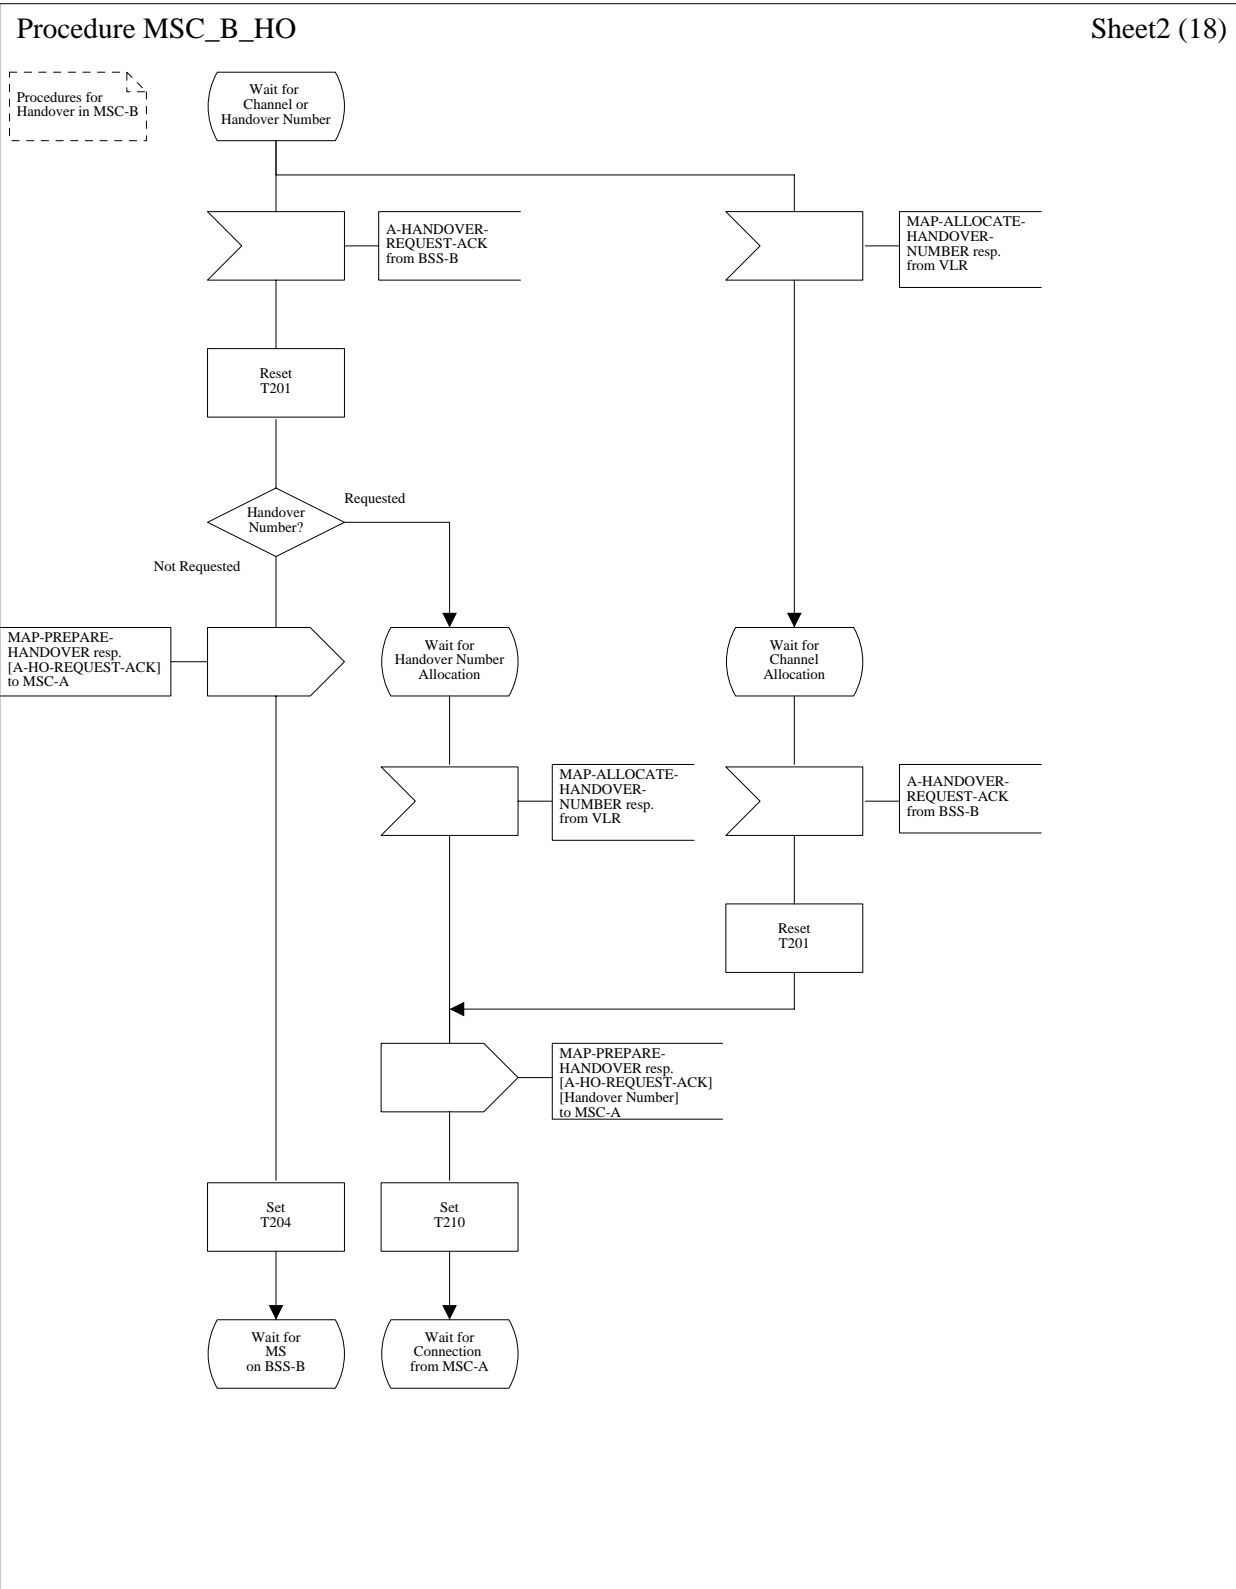 Procedure MSC_B_HO
Sheet2 (18)
Procedures for
Handover in MSC-B
Wait for
Channel or
Handover Number
A-HANDOVER-
REQUEST-ACK
from BSS-B
MAP-ALLOCATE-
HANDOVER-
NUMBER resp.
from VLR
Reset
T201
Handover
Number?
Requested
Not Requested
MAP-PREPARE-
HANDOVER resp.
[A-HO-REQUEST-ACK]
to MSC-A
Wait for
Handover Number
Allocation
Wait for
Channel
Allocation
MAP-ALLOCATE-
HANDOVER-
NUMBER resp.
from VLR
A-HANDOVER-
REQUEST-ACK
from BSS-B
Reset
T201
MAP-PREPARE-
HANDOVER resp.
[A-HO-REQUEST-ACK]
[Handover Number]
to MSC-A
Set
T204
Set
T210
Wait for
MS
on BSS-B
Wait for
Connection
from MSC-A